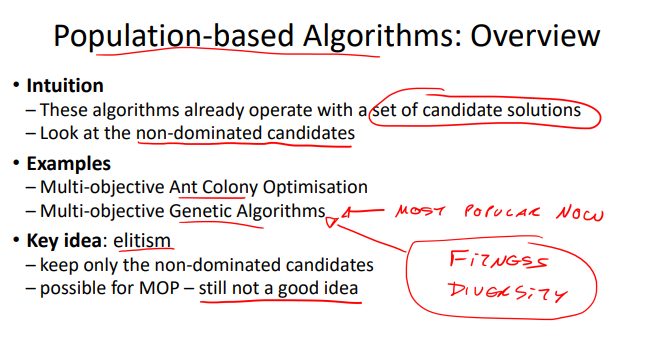 Population-based Algorithms: Overview
• Intuition
– These algorithms already operate with a set of candidate solutions
– Look at the non-dominated candidates
• Examples
– Multi-objective Ant Colony Optimisation
– Multi-objective Genetic Algorithms
MOST POPULAR NOW
• Key idea: elitism
FITNESS
– keep only the non-dominated candidates
– possible for MOP – still not a good idea
DIVERSITY